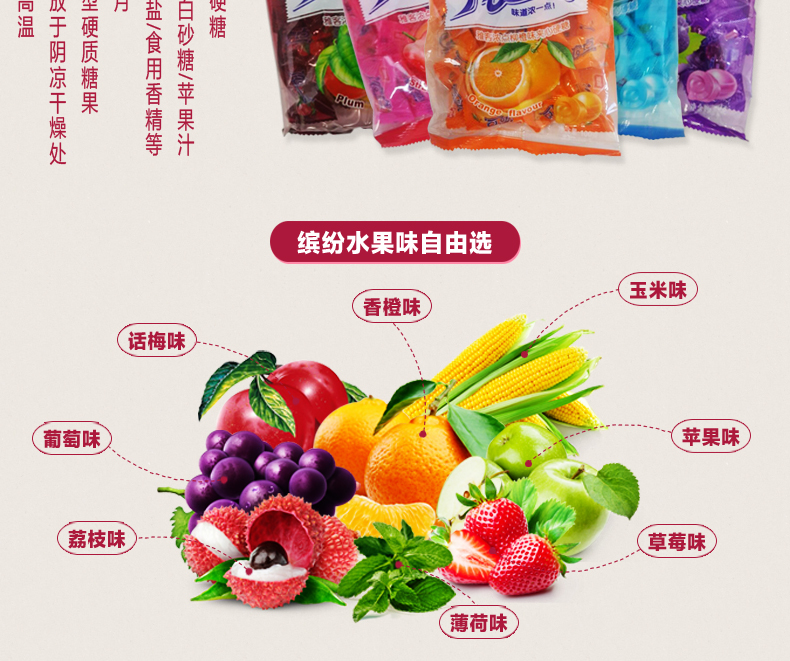 硬糖
白砂糖/苹果汁
盐/食用香精等
月
型硬质糖果
放于阴凉干燥处
高温
味道浓一点!
Plum
Orange flavour
缤纷水果味自由选
玉米味
香橙味
话梅味
葡萄味
苹果味
荔枝味
草莓味
薄荷味